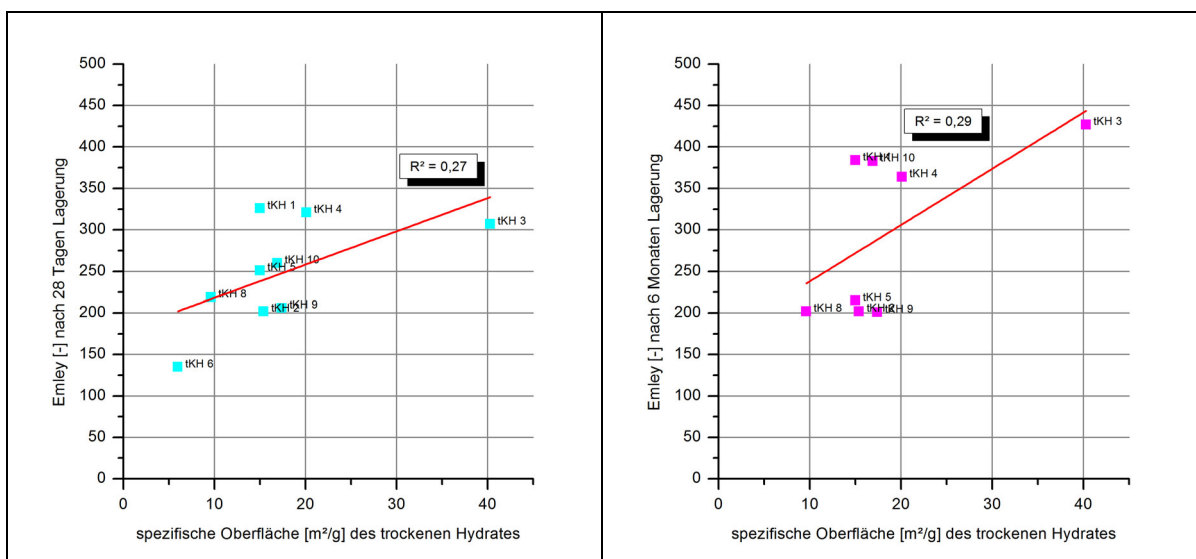 500
450
400
350
300
250
200
150
100
50
0
Emley [-] nach 28 Tagen Lagerung
R² = 0,27
tKH 1
tKH 4
tKH 3
tKH 10
tKH 5
tKH 8
tKH 9
tKH 2
tKH 6
0 10 20 30 40
spezifische Oberfläche [m²/g] des trockenen Hydrates
500
450
400
350
300
250
200
150
100
50
0
Emley [-] nach 6 Monaten Lagerung
R² = 0,29
tKH 3
tKH 1
tKH 10
tKH 4
tKH 5
tKH 8
tKH 2
tKH 9
0 10 20 30 40
spezifische Oberfläche [m²/g] des trockenen Hydrates